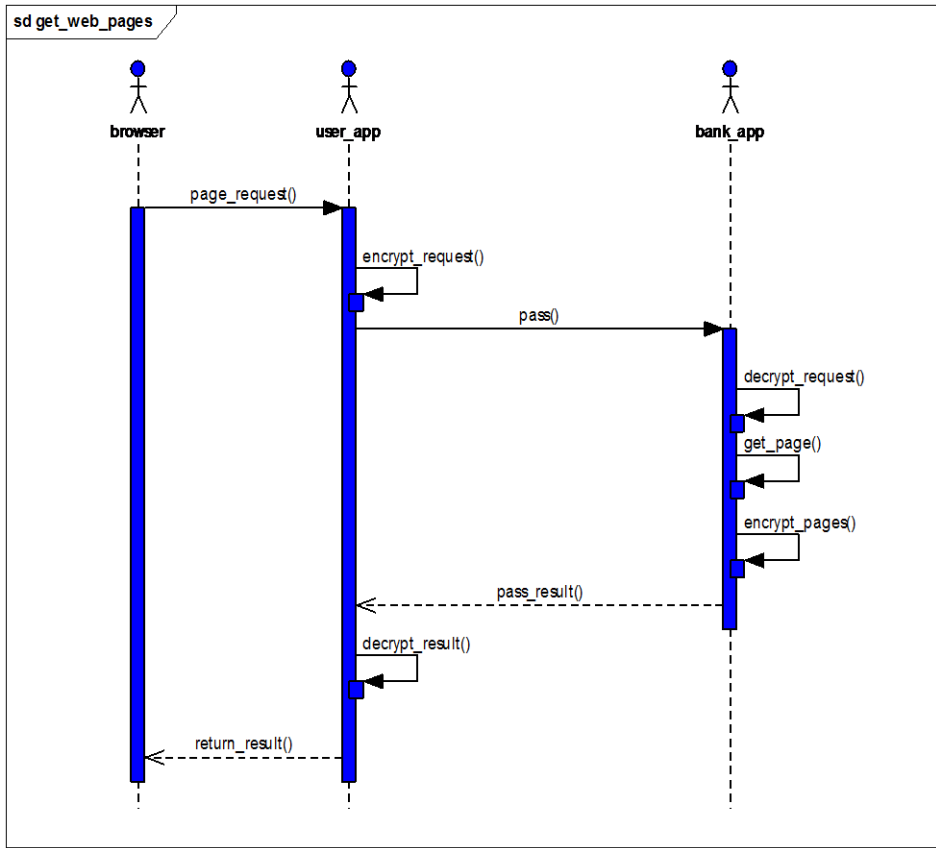 sd get_web_pages
browser
user_app
bank_app
page_request()
encrypt_request()
pass()
decrypt_request()
get_page()
encrypt_pages()
pass_result()
decrypt_result()
return_result()